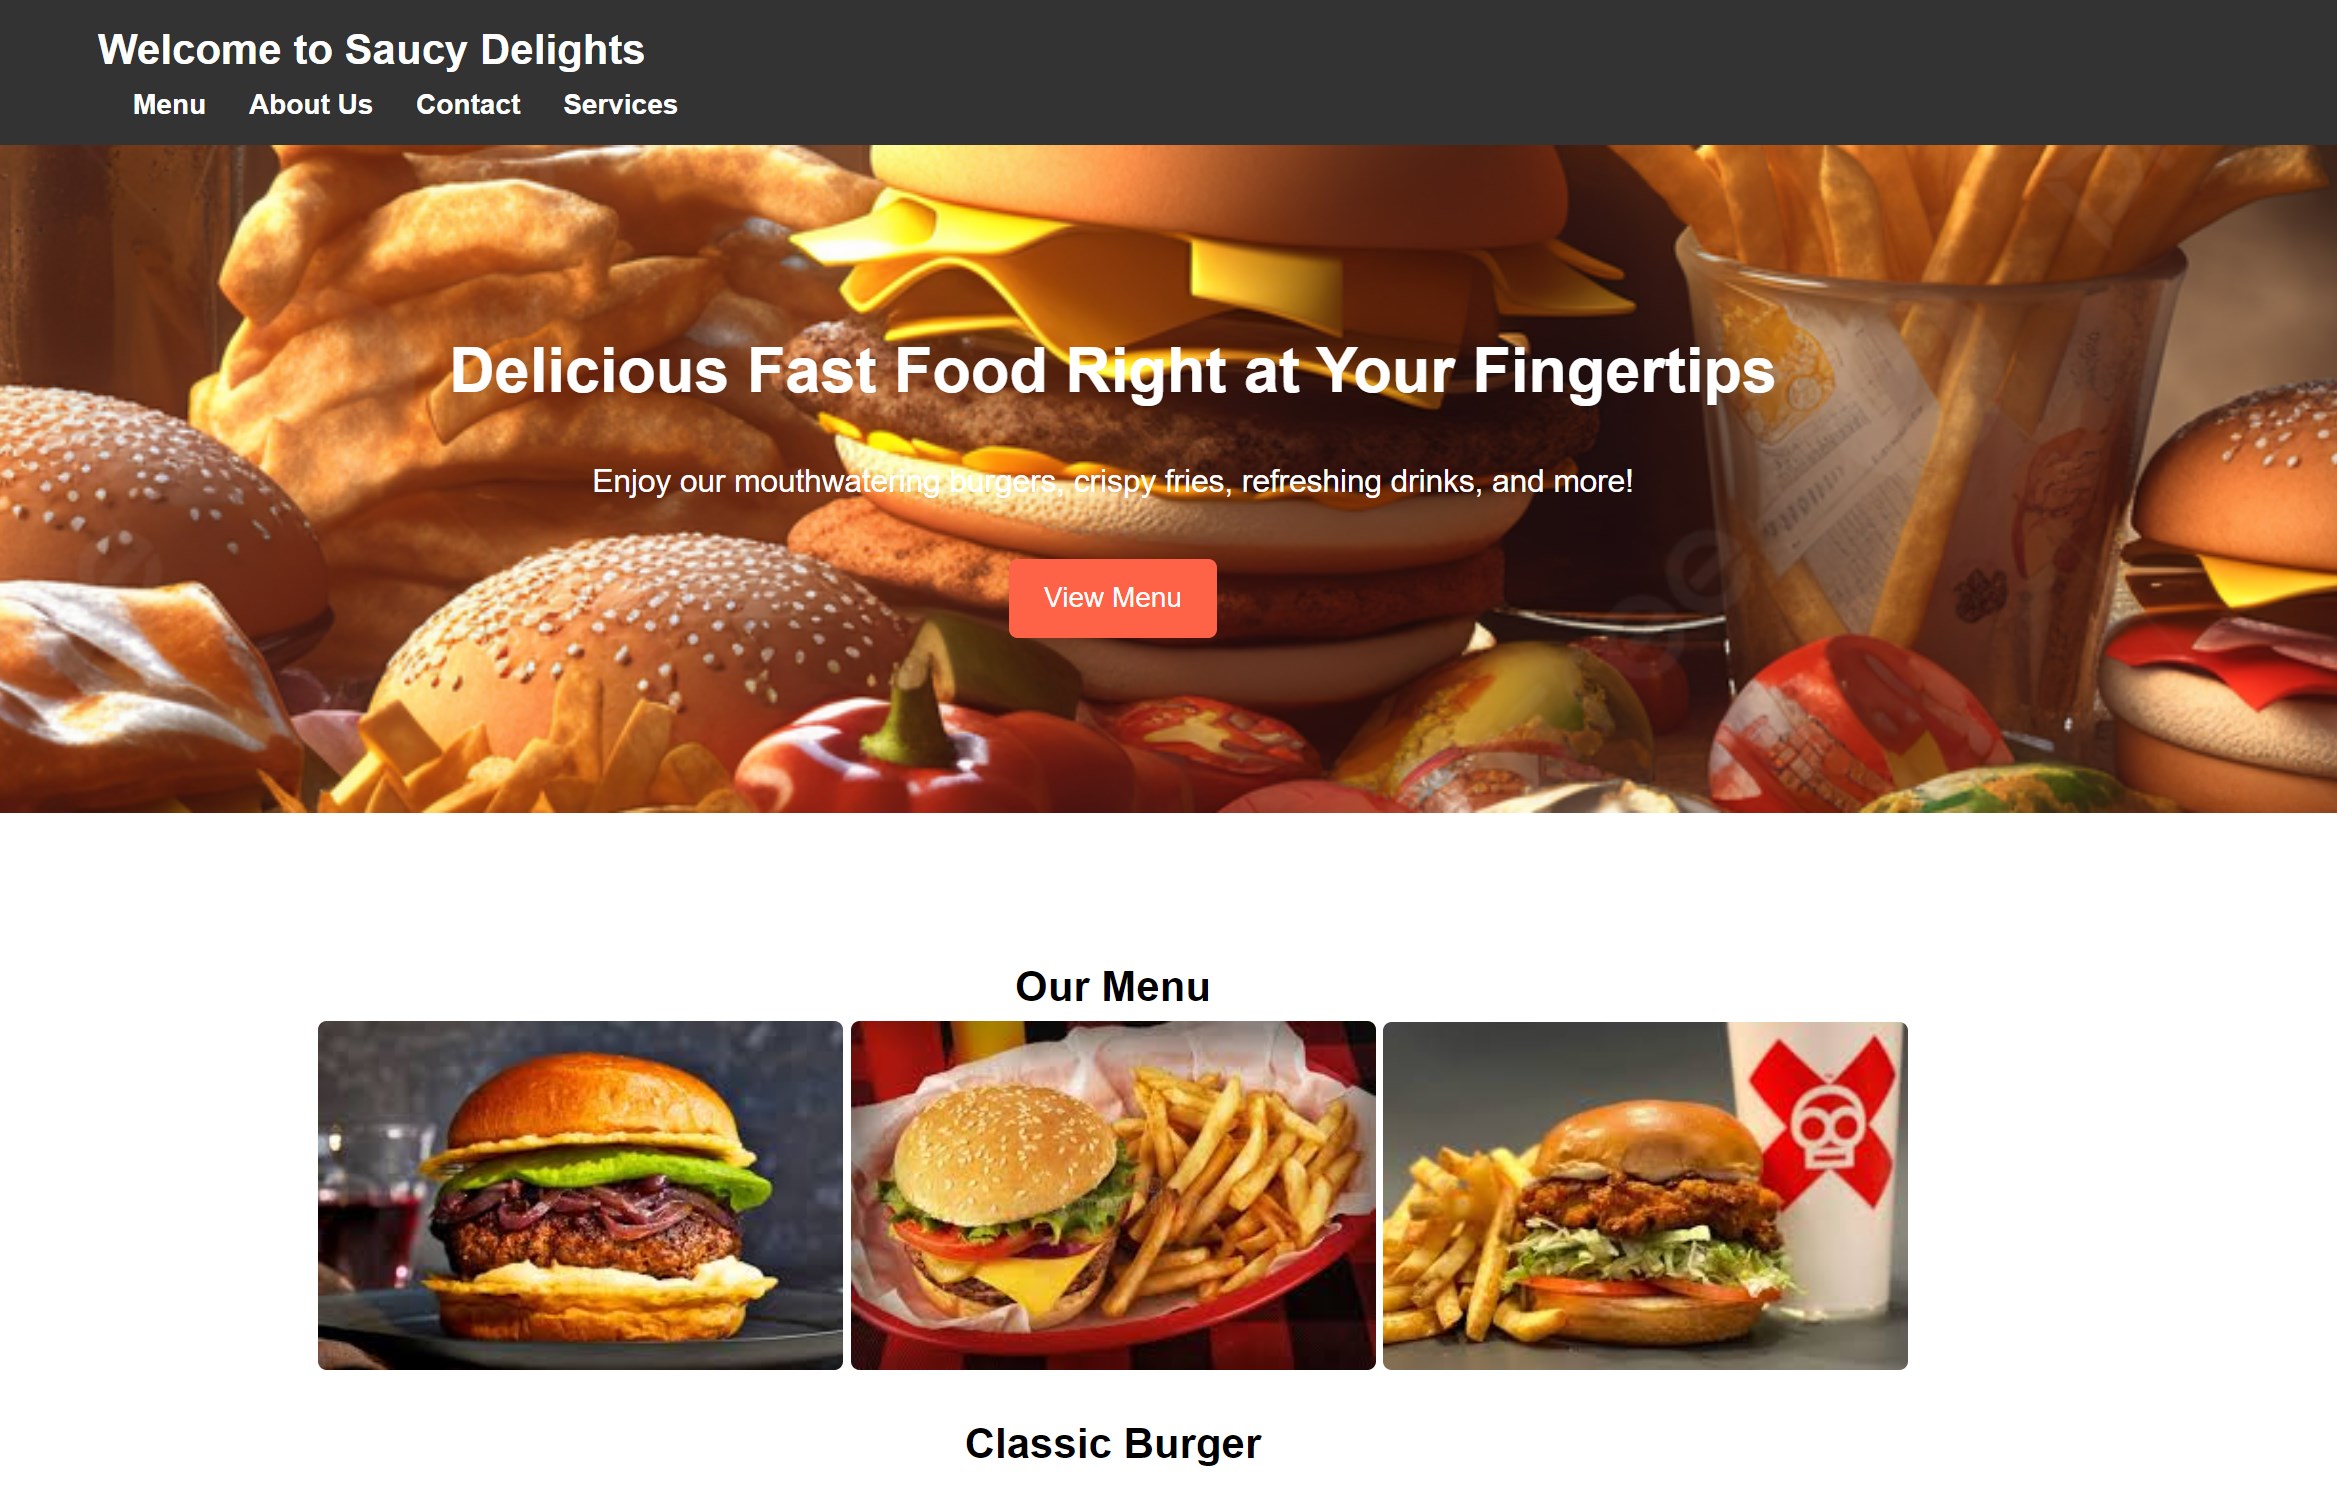 Welcome to Saucy Delights
Menu About Us Contact Services
Delicious Fast Food Right at Your Fingertips
Enjoy our mouthwatering burgers, crispy fries, refreshing drinks, and more!
View Menu
Our Menu
Classic Burger